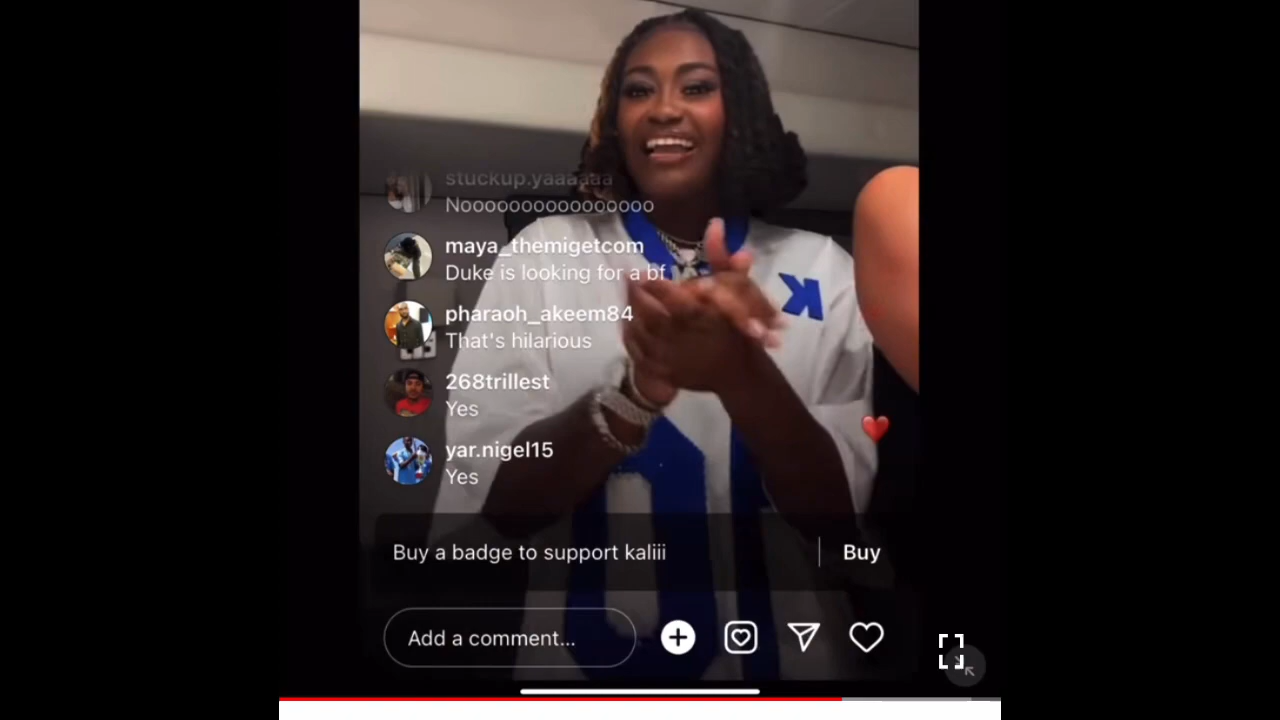 stuckup.yaaaaaa
Nooooooooooooooo
maya_themigetcom
Duke is looking for a bf
pharaoh_akeem84
That's hilarious
268trillest
Yes
yar.nigel15
Yes
K
Buy a badge to support kaliii
Buy
Add a comment...